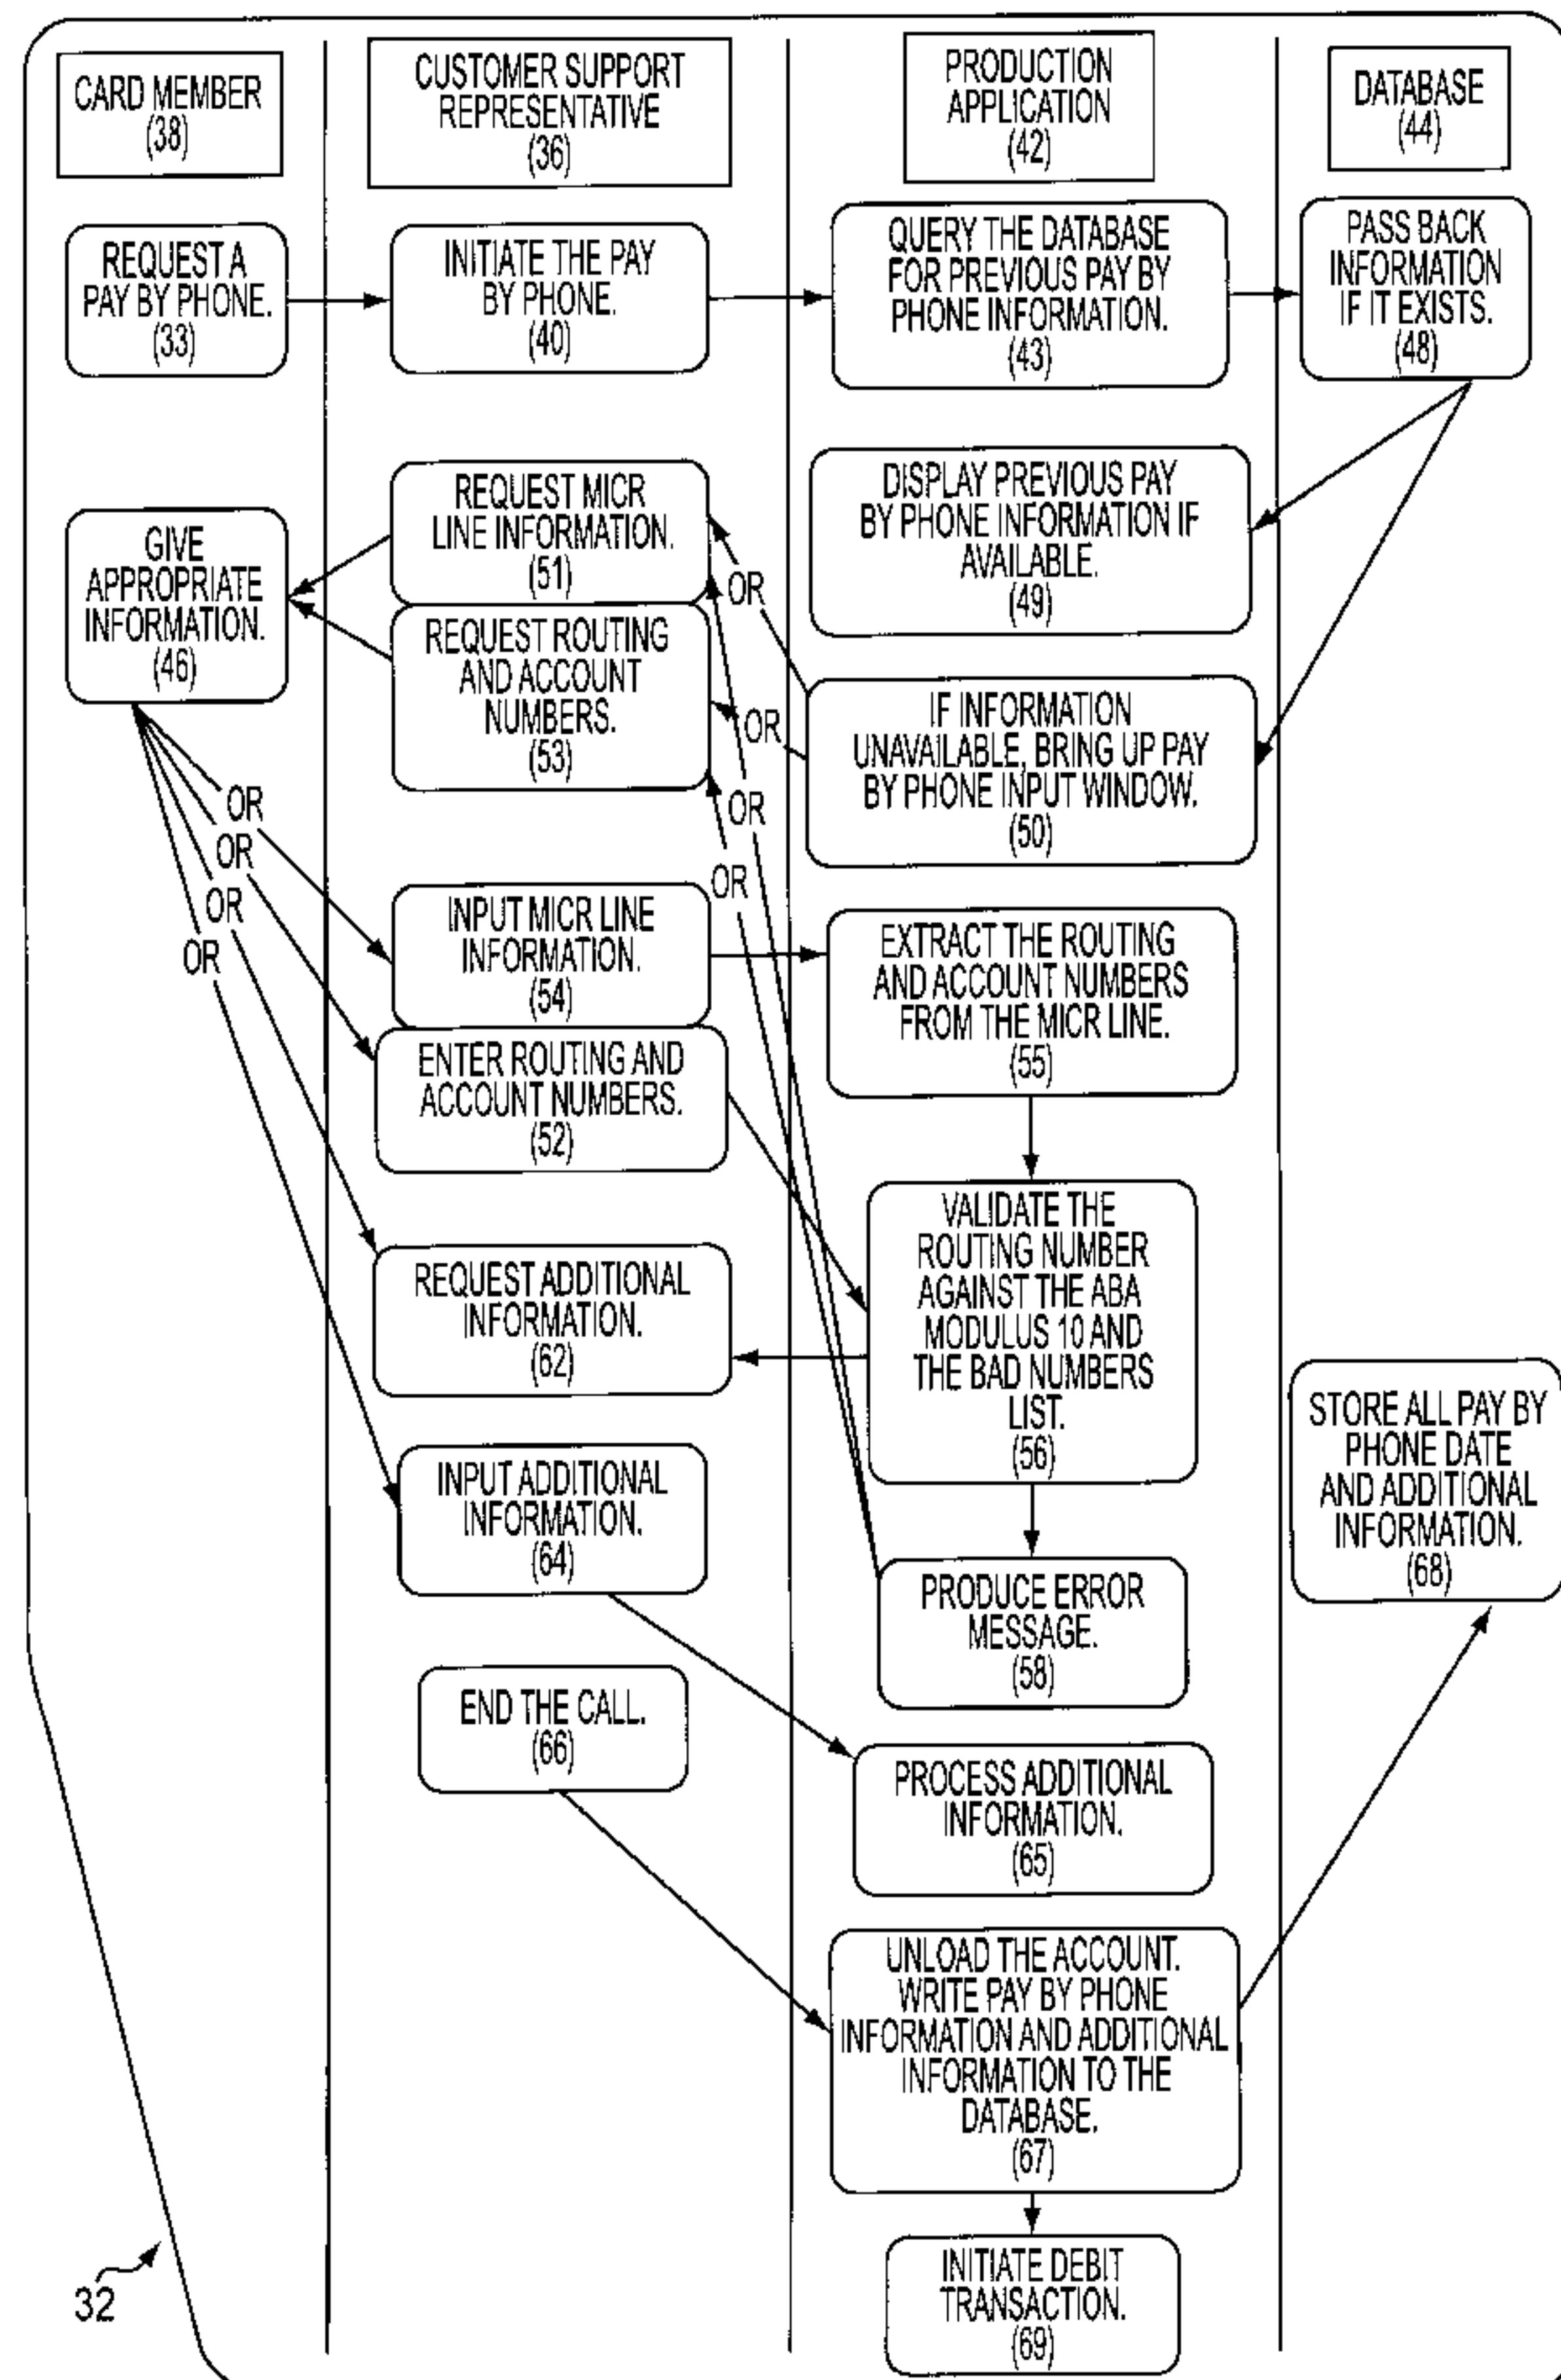 CARD MEMBER
(38)
CUSTOMER SUPPORT
REPRESENTATIVE
(36)
PRODUCTION
APPLICATION
(42)
DATABASE
(44)
REQUEST A
PAY BY PHONE.
(33)
INITIATE THE PAY
BY PHONE.
(40)
QUERY THE DATABASE
FOR PREVIOUS PAY BY
PHONE INFORMATION.
(43)
PASS BACK
INFORMATION
IF IT EXISTS.
(48)
GIVE
APPROPRIATE
INFORMATION.
(46)
REQUEST MICR
LINE INFORMATION.
(51)
REQUEST ROUTING
AND ACCOUNT
NUMBERS.
(53)
DISPLAY PREVIOUS PAY
BY PHONE INFORMATION IF
AVAILABLE.
(49)
OR
OR
OR
OR
IF INFORMATION
UNAVAILABLE, BRING UP PAY
BY PHONE INPUT WINDOW.
(50)
OR
OR
OR
OR
INPUT MICR LINE
INFORMATION.
(54)
ENTER ROUTING AND
ACCOUNT NUMBERS.
(52)
EXTRACT THE ROUTING
AND ACCOUNT NUMBERS
FROM THE MICR LINE.
(55)
REQUEST ADDITIONAL
INFORMATION.
(62)
VALIDATE THE
ROUTING NUMBER
AGAINST THE ABA
MODULUS 10 AND
THE BAD NUMBERS
LIST.
(56)
INPUT ADDITIONAL
INFORMATION.
(64)
STORE ALL PAY BY
PHONE DATE
AND ADDITIONAL
INFORMATION.
(68)
PRODUCE ERROR
MESSAGE.
(58)
END THE CALL.
(66)
PROCESS ADDITIONAL
INFORMATION.
(65)
UNLOAD THE ACCOUNT.
WRITE PAY BY PHONE
INFORMATION AND ADDITIONAL
INFORMATION TO THE
DATABASE.
(67)
INITIATE DEBIT
TRANSACTION.
(69)
32